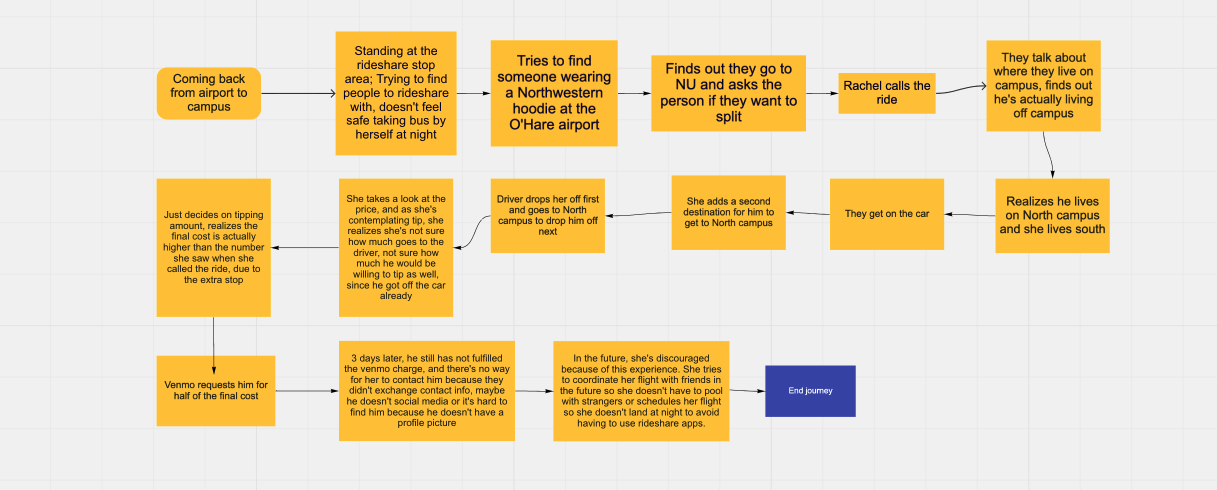 Coming back
from airport to
campus
Standing at the
rideshare stop
area; Trying to find
people to rideshare
with, doesn't feel
safe taking bus by
herself at night
Tries to find
someone wearing
a Northwestern
hoodie at the
O'Hare airport
Finds out they go to
NU and asks the
person if they want to
split
Rachel calls the
ride
They talk about
where they live on
campus, finds out
he's actually living
off campus
Realizes he lives
on North campus
and she lives south
They get on the car
She adds a second
destination for him to
get to North campus
Driver drops her off first
and goes to North
campus to drop him off
next
She takes a look at the
price, and as she's
contemplating tip, she
realizes she's not sure
how much goes to the
driver, not sure how
much he would be
willing to tip as well,
since he got off the car
already
Just decides on tipping
amount, realizes the
final cost is actually
higher than the number
she saw when she
called the ride, due to
the extra stop
Venmo requests him for
half of the final cost
3 days later, he still has not fulfilled
the venmo charge, and there's no way
for her to contact him because they
didn't exchange contact info, maybe
he doesn't social media or it's hard to
find him because he doesn't have a
profile picture
In the future, she's discouraged
because of this experience. She tries
to coordinate her flight with friends in
the future so she doesn't have to pool
with strangers or schedules her flight
so she doesn't land at night to avoid
having to use rideshare apps.
End journey